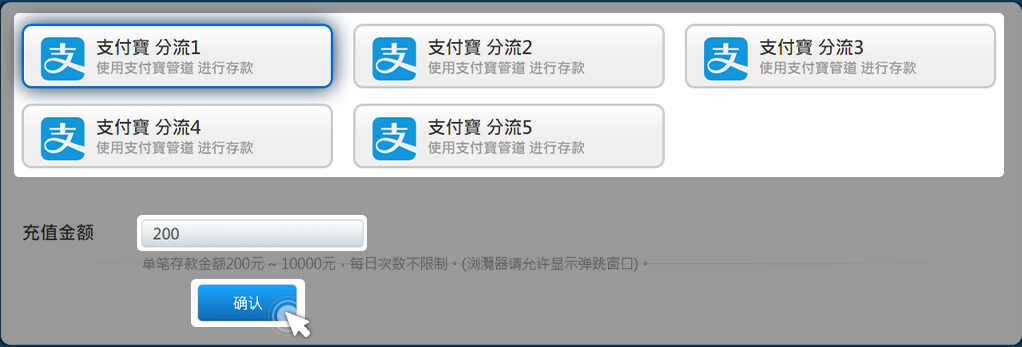 支付寶 分流1
使用支付寶管道 进行存款
支付寶 分流2
使用支付寶管道 进行存款
支付寶 分流3
使用支付寶管道 进行存款
支付寶 分流4
使用支付寶管道 进行存款
支付寶 分流5
使用支付寶管道 进行存款
充值金额
200
单笔存款金额200元 ~ 10000元，每日次数不限制。(浏灠器请允许显示弹跳窗口)。
确认